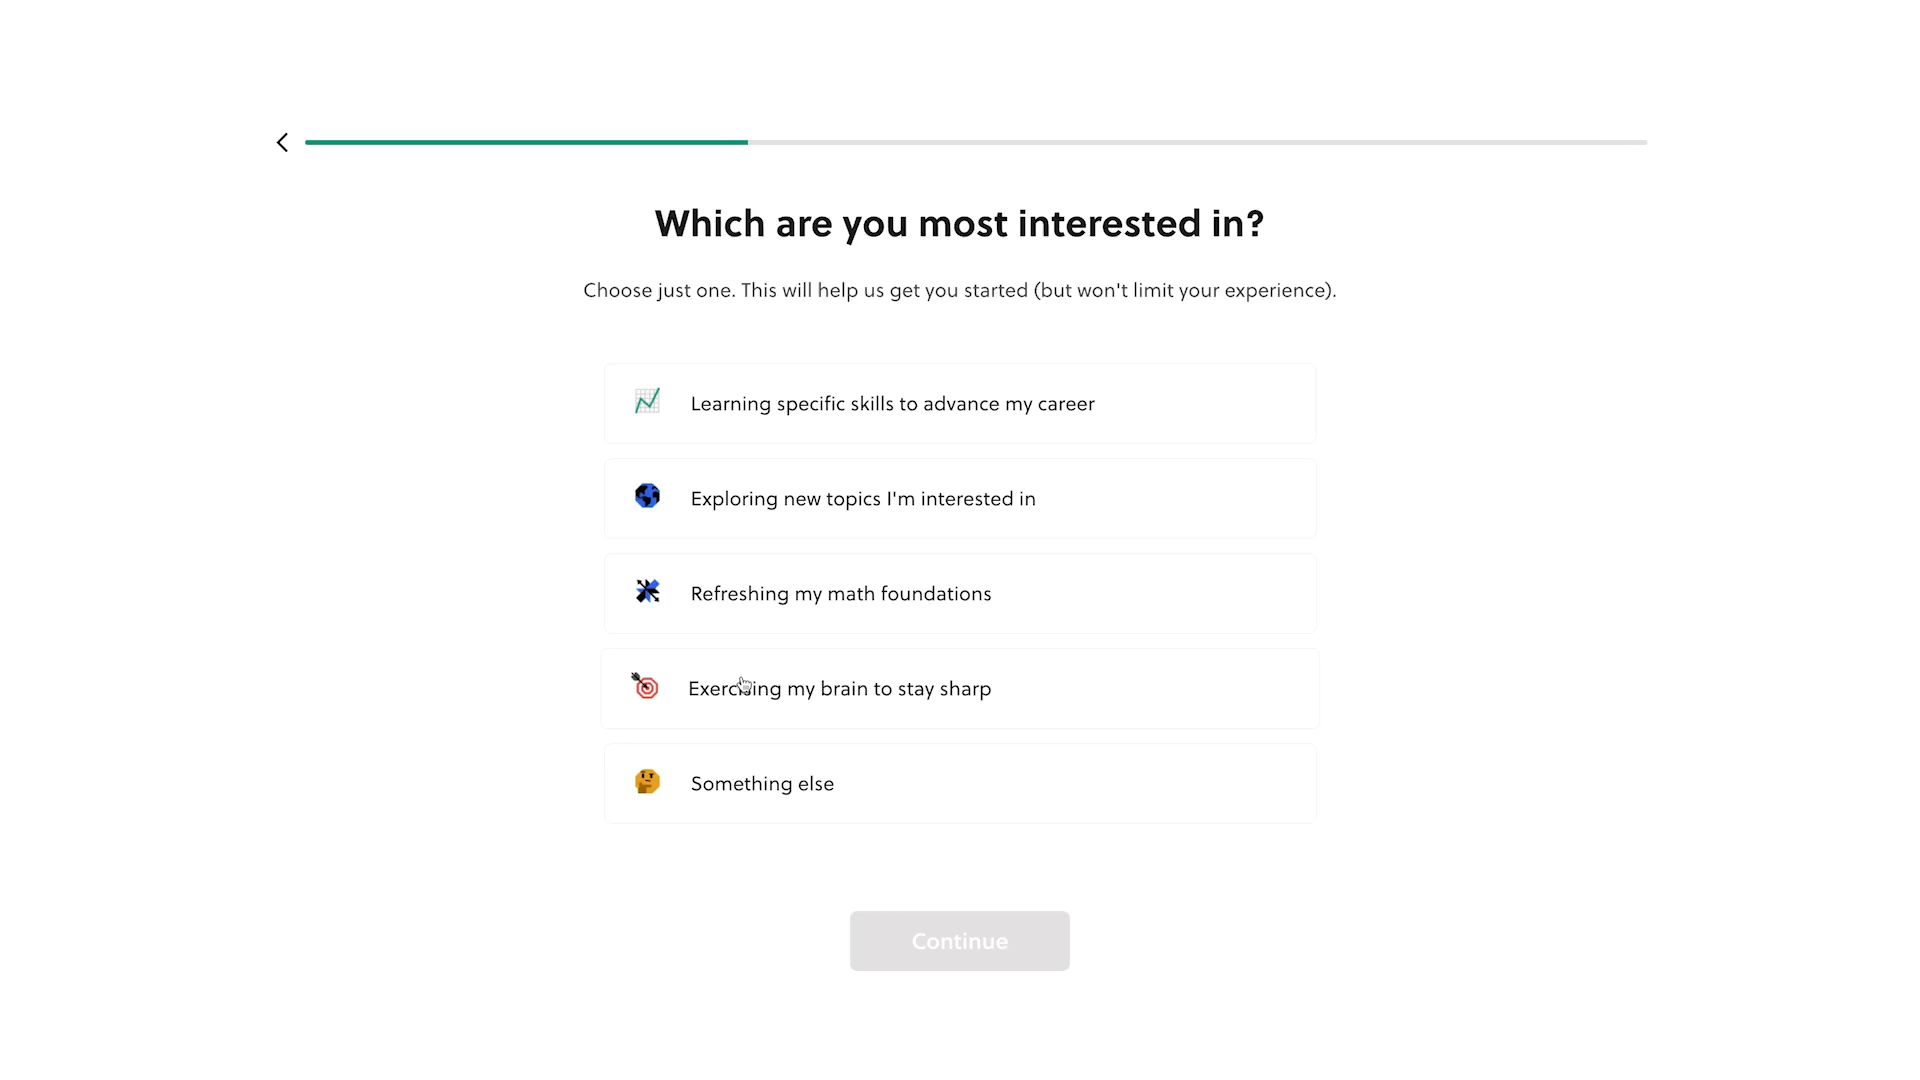 Which are you most interested in?
Choose just one. This will help us get you started (but won't limit your experience).
Learning specific skills to advance my career
Exploring new topics I'm interested in
Refreshing my math foundations
Exercising my brain to stay sharp
Something else
Continue